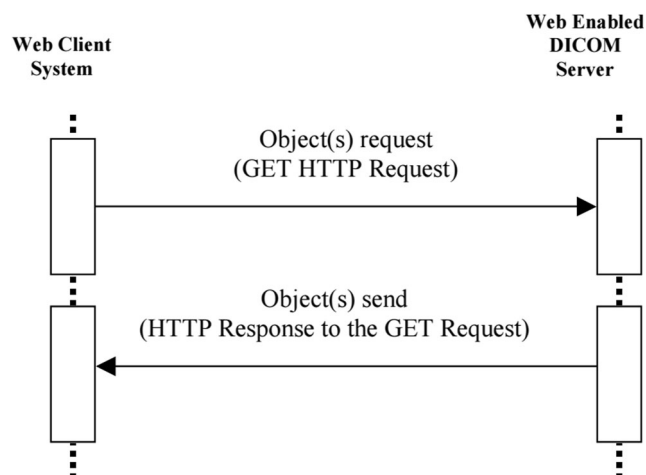 Web Client
System
Web Enabled
DICOM
Server
Object(s) request
(GET HTTP Request)
Object(s) send
(HTTP Response to the GET Request)